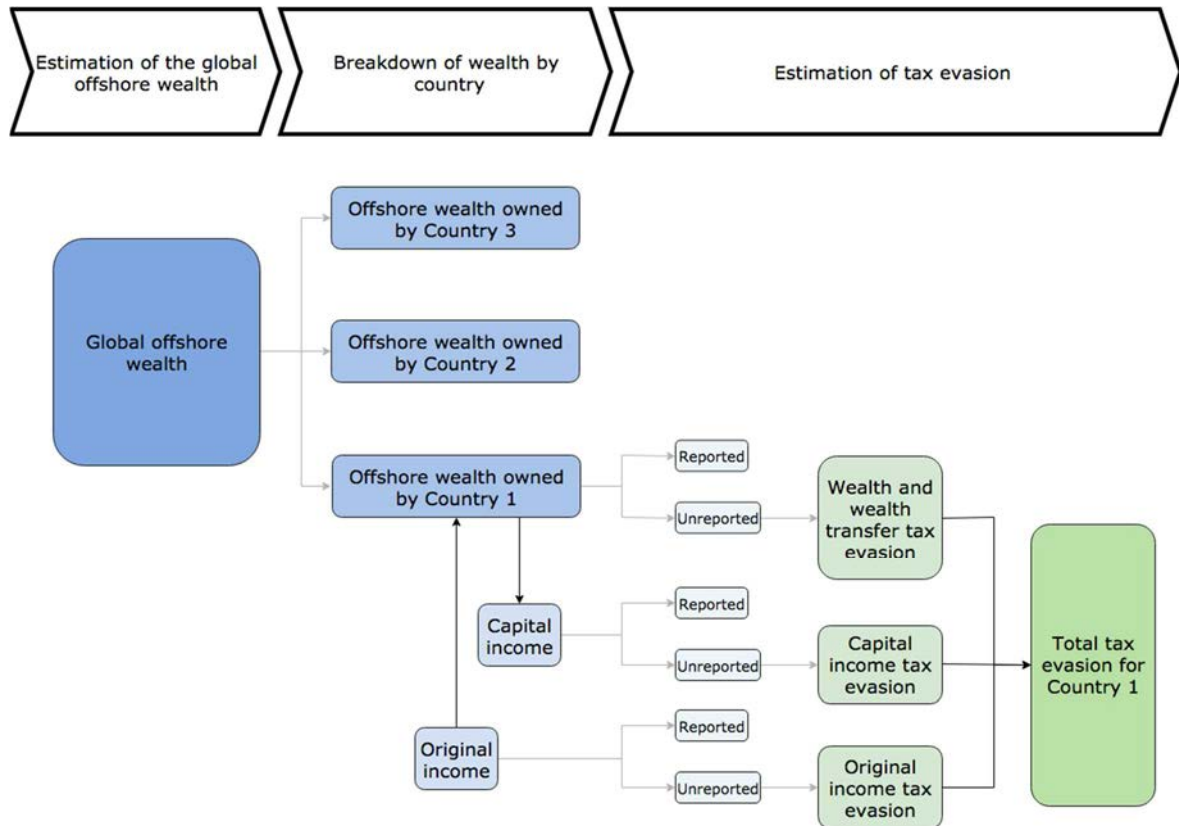 Estimation of the global
offshore wealth
Breakdown of wealth by
country
Estimation of tax evasion
Offshore wealth owned
by Country 3
Global offshore
wealth
Offshore wealth owned
by Country 2
Offshore wealth owned
by Country 1
Reported
Unreported
Wealth and
wealth
transfer tax
evasion
Capital
income
Reported
Unreported
Capital
income tax
evasion
Total tax
evasion for
Country 1
Original
income
Reported
Unreported
Original
income tax
evasion